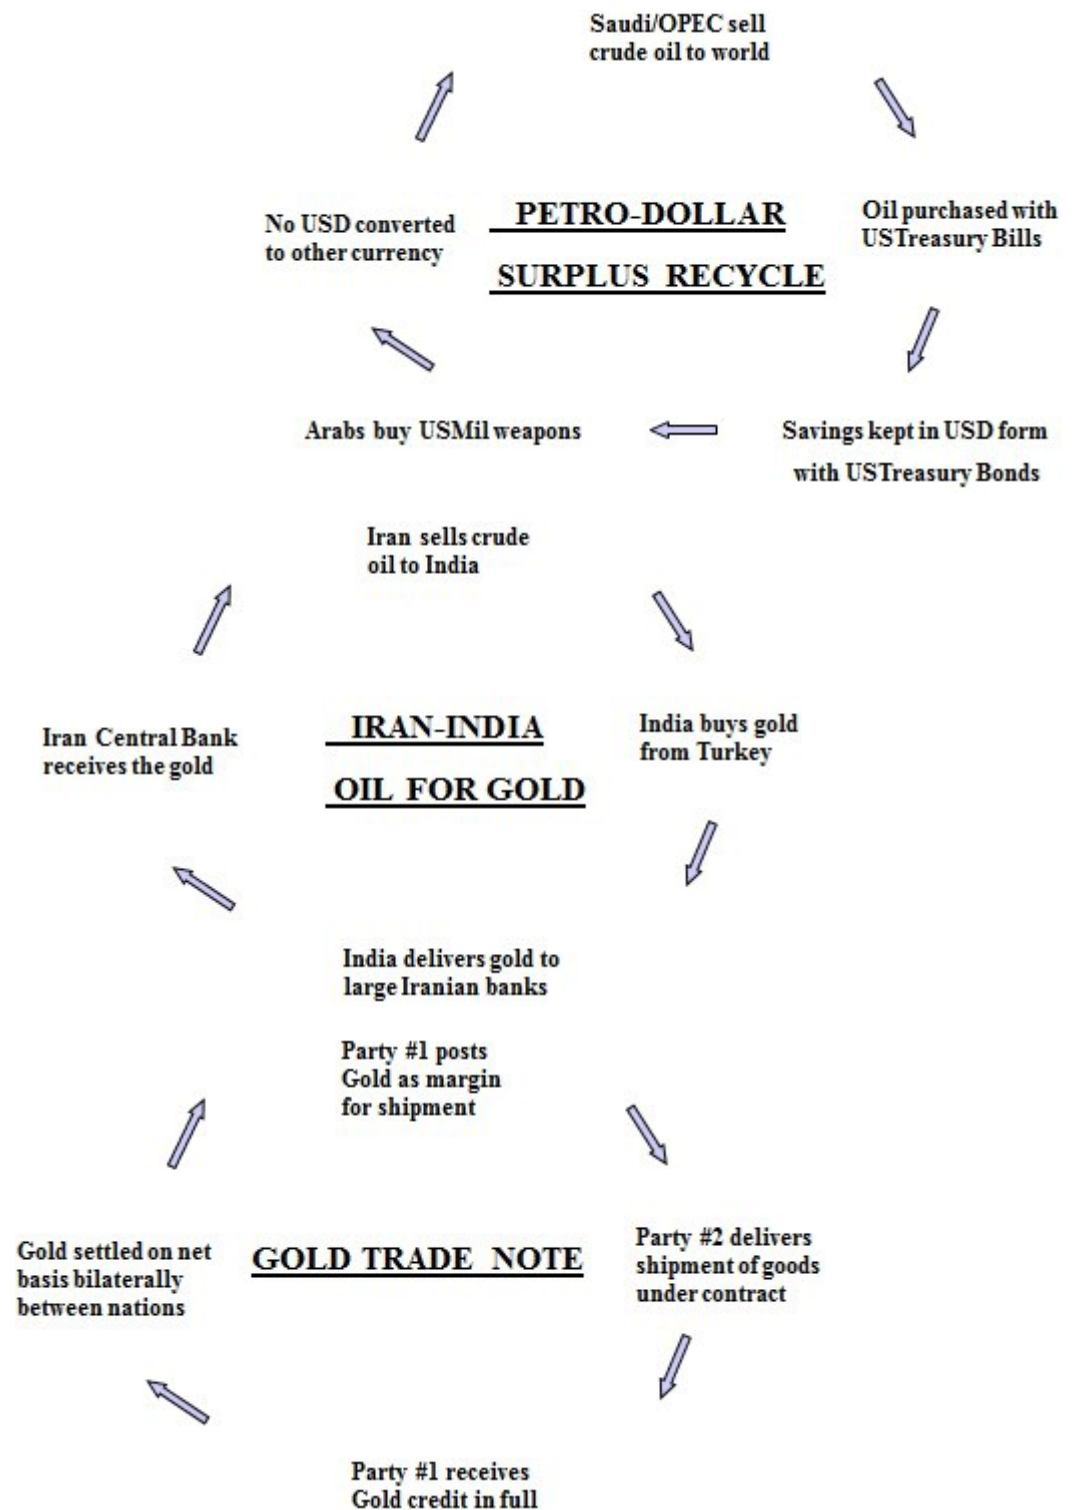 Saudi/OPEC sell
crude oil to world
No USD converted
to other currency
PETRO-DOLLAR
SURPLUS RECYCLE
Oil purchased with
USTreasury Bills
Arabs buy USMil weapons
Savings kept in USD form
with USTreasury Bonds
Iran sells crude
oil to India
Iran Central Bank
receives the gold
IRAN-INDIA
OIL FOR GOLD
India buys gold
from Turkey
India delivers gold to
large Iranian banks
Party #1 posts
Gold as margin
for shipment
Gold settled on net
basis bilaterally
between nations
GOLD TRADE NOTE
Party #2 delivers
shipment of goods
under contract
Party #1 receives
Gold credit in full